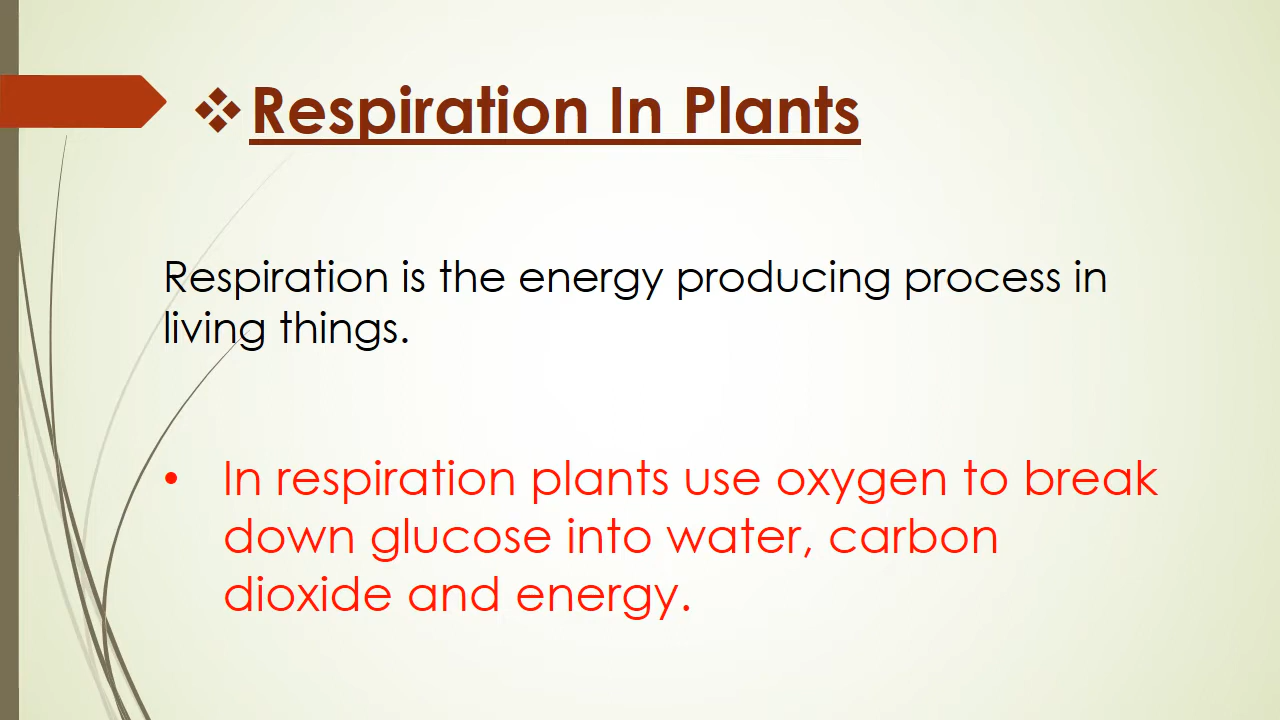 ❖Respiration In Plants
Respiration is the energy producing process in
living things.
• In respiration plants use oxygen to break
down glucose into water, carbon
dioxide and energy.